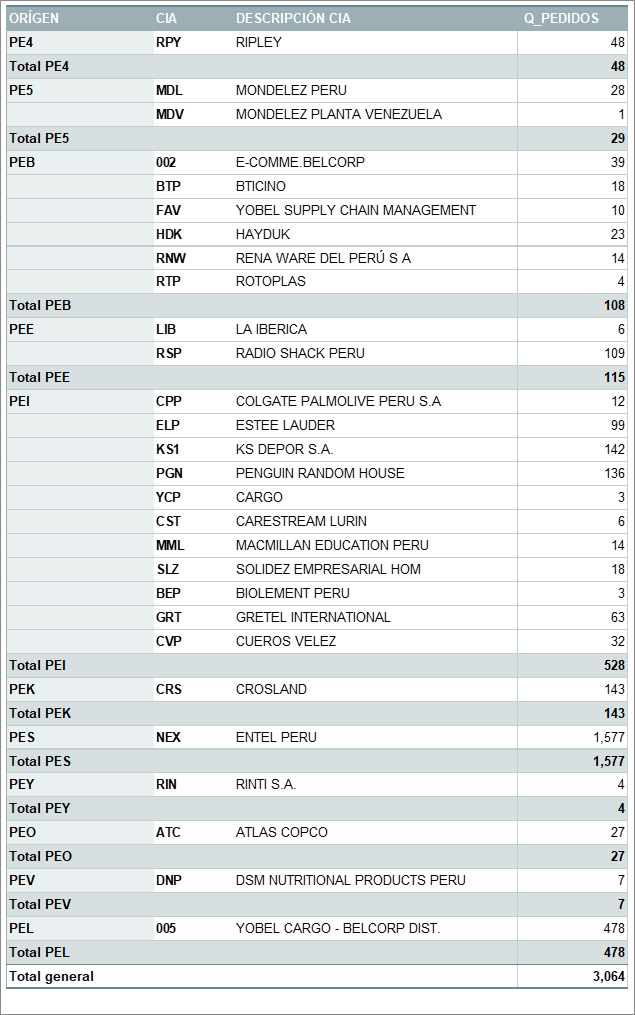 ORÍGEN CIA DESCRIPCIÓN CIA Q_PEDIDOS
PE4 RPY RIPLEY 48
Total PE4 48
PE5 MDL MONDELEZ PERU 28
MDV MONDELEZ PLANTA VENEZUELA 1
Total PE5 29
PEB 002 E-COMME.BELCORP 39
BTP BTICINO 18
FAV YOBEL SUPPLY CHAIN MANAGEMENT 10
HDK HAYDUK 23
RNW RENA WARE DEL PERÚ S A 14
RTP ROTOPLAS 4
Total PEB 108
PEE LIB LA IBERICA 6
RSP RADIO SHACK PERU 109
Total PEE 115
PEI CPP COLGATE PALMOLIVE PERU S.A 12
ELP ESTEE LAUDER 99
KS1 KS DEPOR S.A. 142
PGN PENGUIN RANDOM HOUSE 136
YCP CARGO 3
CST CARESTREAM LURIN 6
MML MACMILLAN EDUCATION PERU 14
SLZ SOLIDEZ EMPRESARIAL HOM 18
BEP BIOLEMENT PERU 3
GRT GRETEL INTERNATIONAL 63
CVP CUEROS VELEZ 32
Total PEI 528
PEK CRS CROSLAND 143
Total PEK 143
PES NEX ENTEL PERU 1,577
Total PES 1,577
PEY RIN RINTI S.A. 4
Total PEY 4
PEO ATC ATLAS COPCO 27
Total PEO 27
PEV DNP DSM NUTRITIONAL PRODUCTS PERU 7
Total PEV 7
PEL 005 YOBEL CARGO - BELCORP DIST. 478
Total PEL 478
Total general 3,064